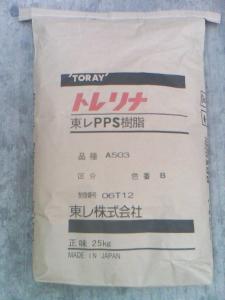 TORAY
トレリナ
東レPPS樹脂
品種 A503
区分 色番 B
製造番号 06T12
東レ株式会社
正味 25kg
MADE IN JAPAN